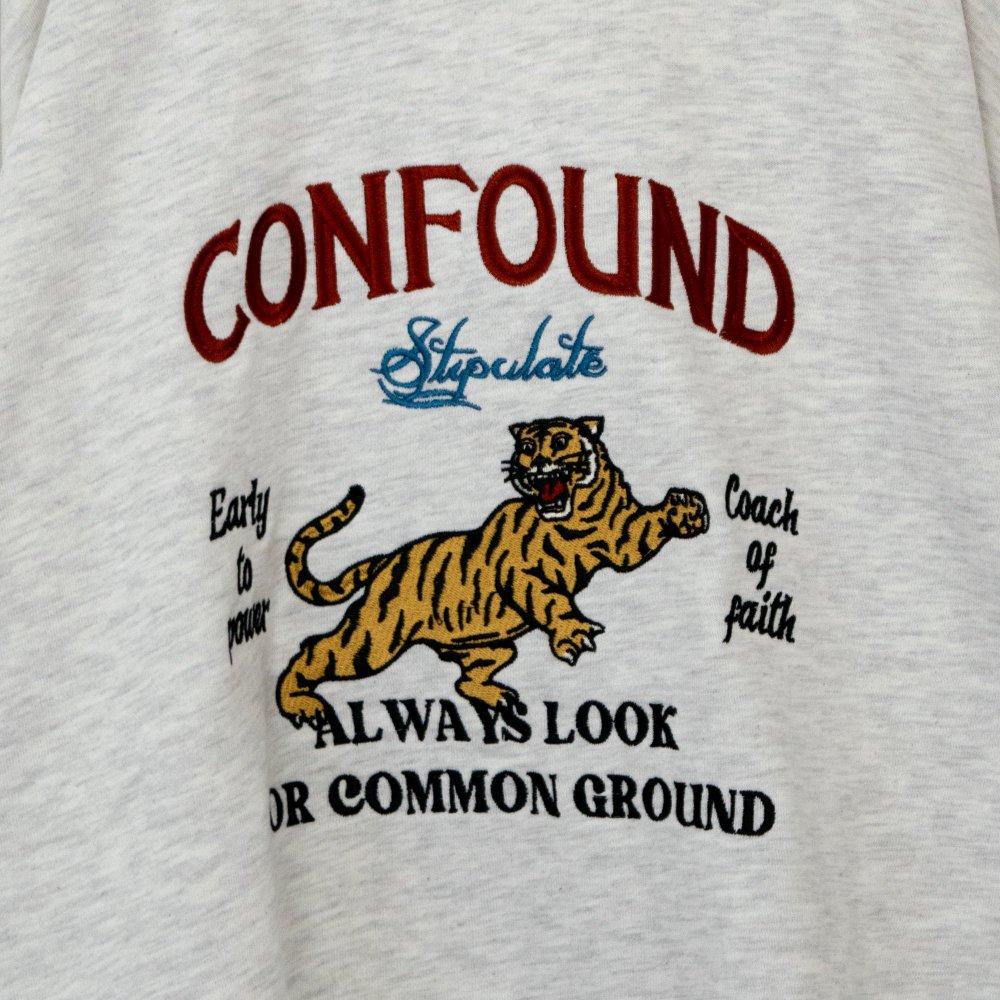 CONFOUND
Stipulate
Early
to
power
Coach
of
faith
ALWAYS LOOK
OR COMMON GROUND